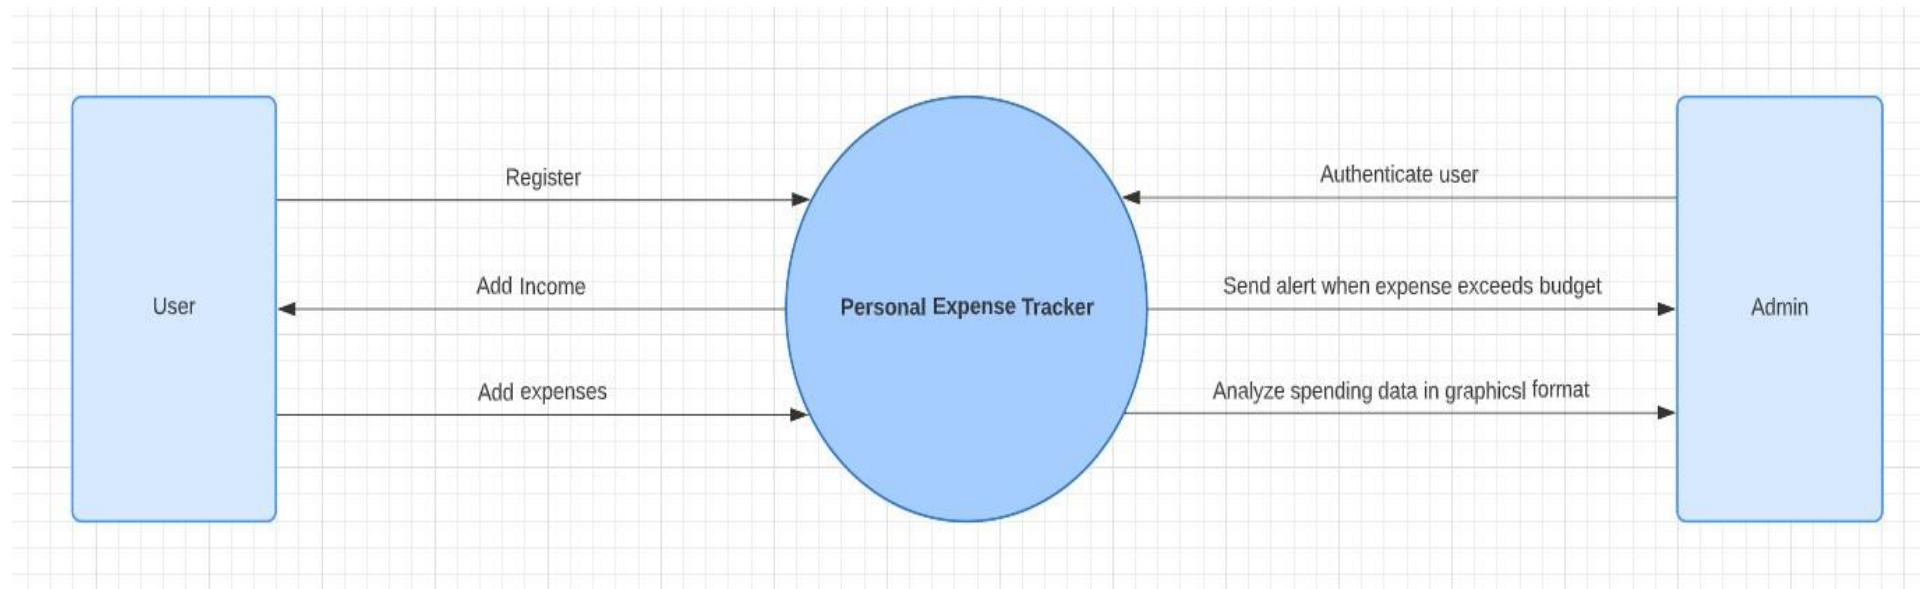 Register
Authenticate user
Add Income
Send alert when expense exceeds budget
User
Personal Expense Tracker
Admin
Add expenses
Analyze spending data in graphicsl format